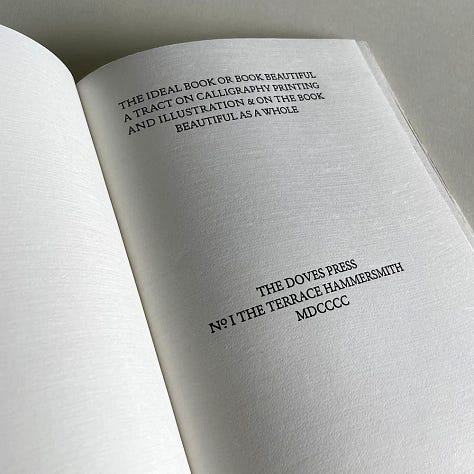 THE IDEAL BOOK OR BOOK BEAUTIFUL
A TRACT ON CALLIGRAPHY PRINTING
AND ILLUSTRATION & ON THE BOOK
BEAUTIFUL AS A WHOLE
THE DOVES PRESS
Nº I THE TERRACE HAMMERSMITH
MDCCCC